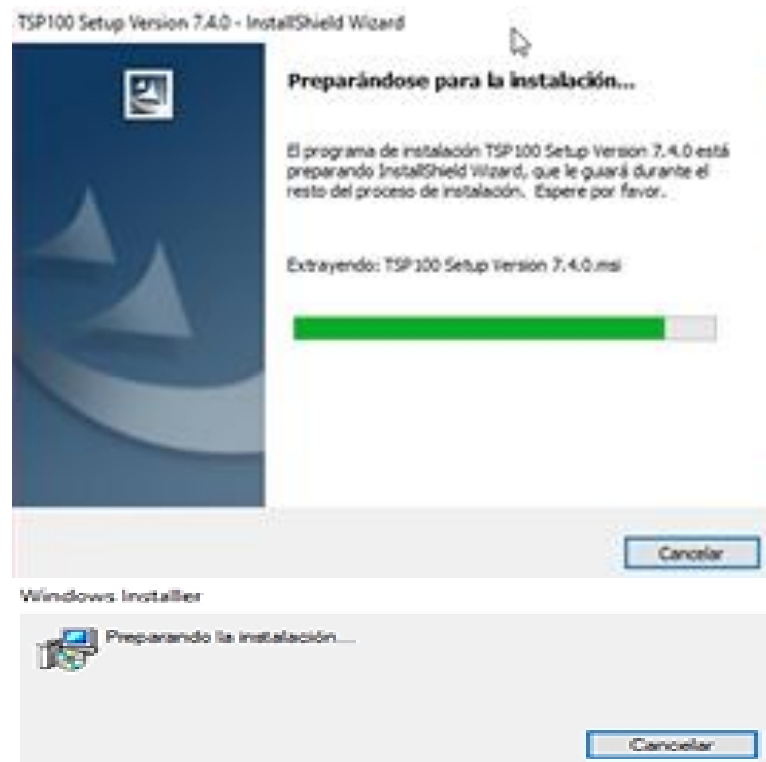 TSP100 Setup Version 7.4.0 - InstallShield Wizard
Preparándose para la instalación...
El programa de instalación TSP100 Setup Version 7.4.0 está
preparando InstallShield Wizard, que le guiará durante el
resto del proceso de instalación. Espere por favor.
Extrayendo: TSP100 Setup Version 7.4.0.msi
Cancelar
Windows Installer
Preparando la instalación...
Cancelar